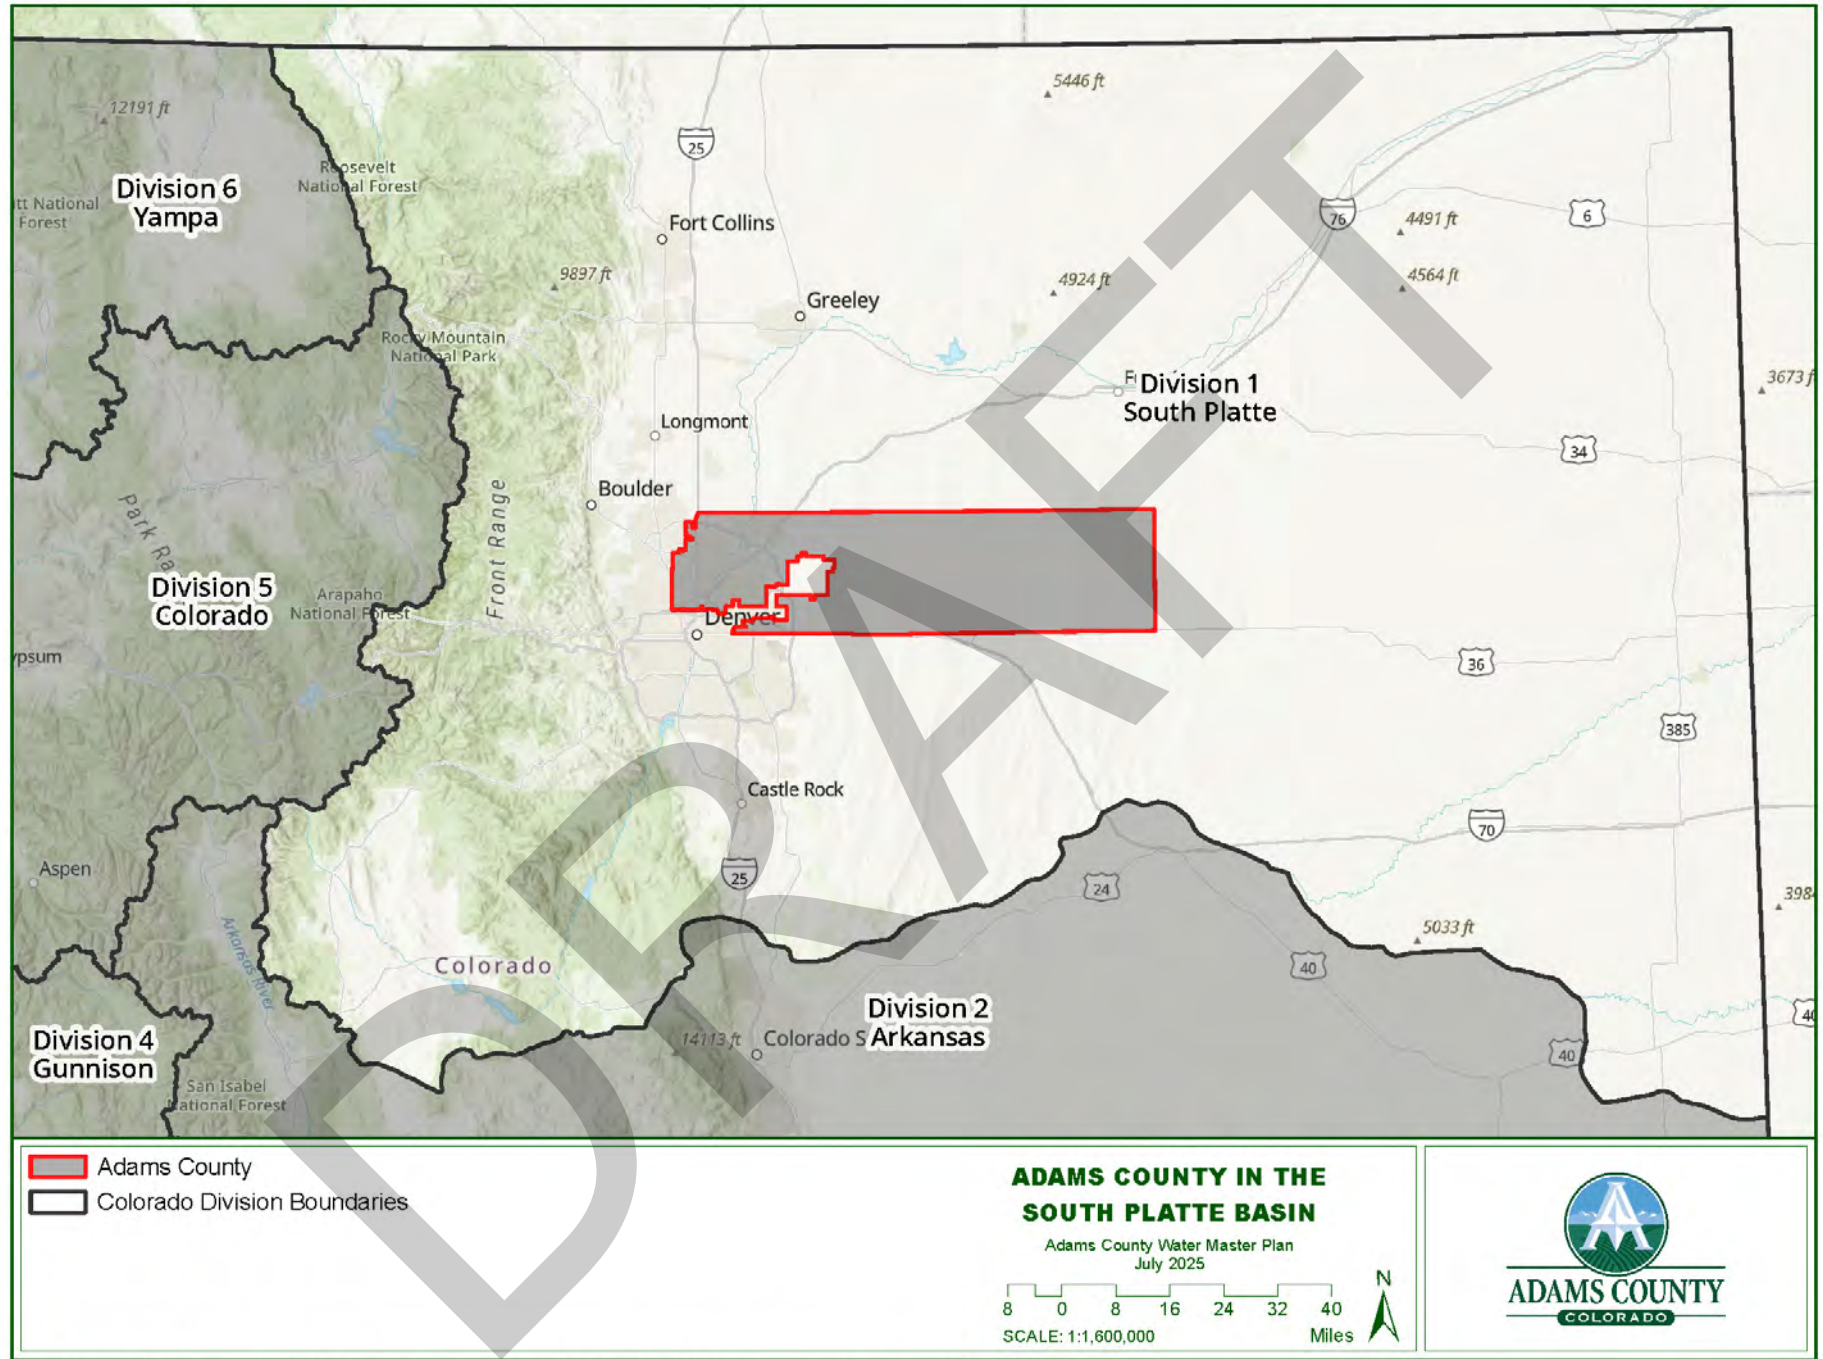 5446 ft
12191 ft
25
Roosevelt
National Forest
Division 6
Yampa
National
Forest
76
6
4491 ft
Fort Collins
9897 ft
4924 ft
4564 ft
Greeley
Rocky Mountain
National Park
3673 f
Division 1
South Platte
Longmont
34
Boulder
Park Ra
Front Range
Division 5
Colorado
Arapaho
National Forest
Denver
ypsum
36
385
Castle Rock
70
Aspen
25
24
398
5033 ft
Arkansas River
Colorado
40
Division 2
Arkansas
40
Division 4
Gunnison
14113 ft
Colorado S
40
San Isabel
National Forest
DRAFT
Adams County
Colorado Division Boundaries
ADAMS COUNTY IN THE
SOUTH PLATTE BASIN
Adams County Water Master Plan
July 2025
8 0 8 16 24 32 40
SCALE: 1:1,600,000 Miles
N
A
ADAMS COUNTY
COLORADO